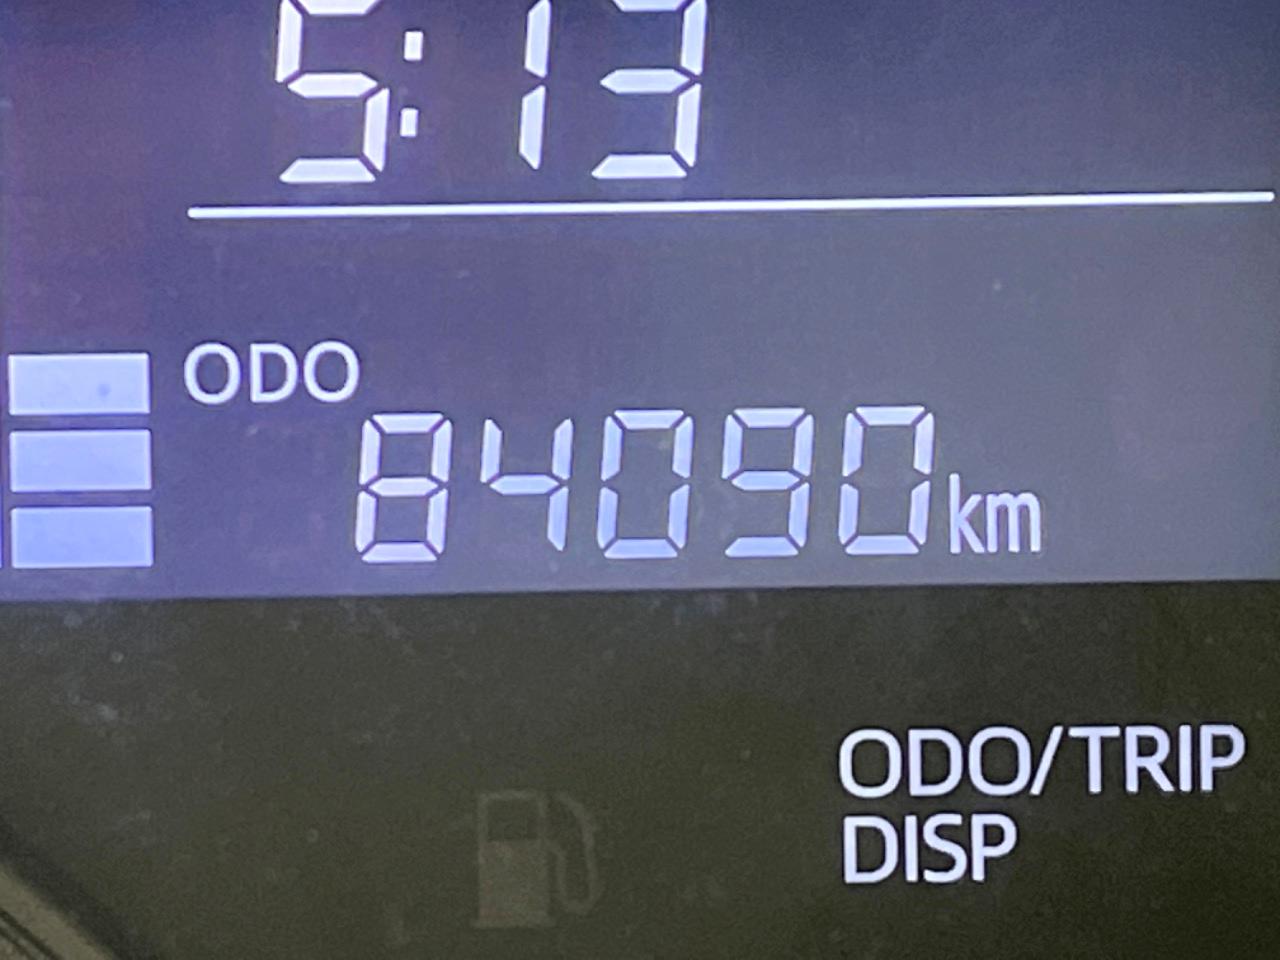 5:13
ODO
84090km
ODO/TRIP
DISP